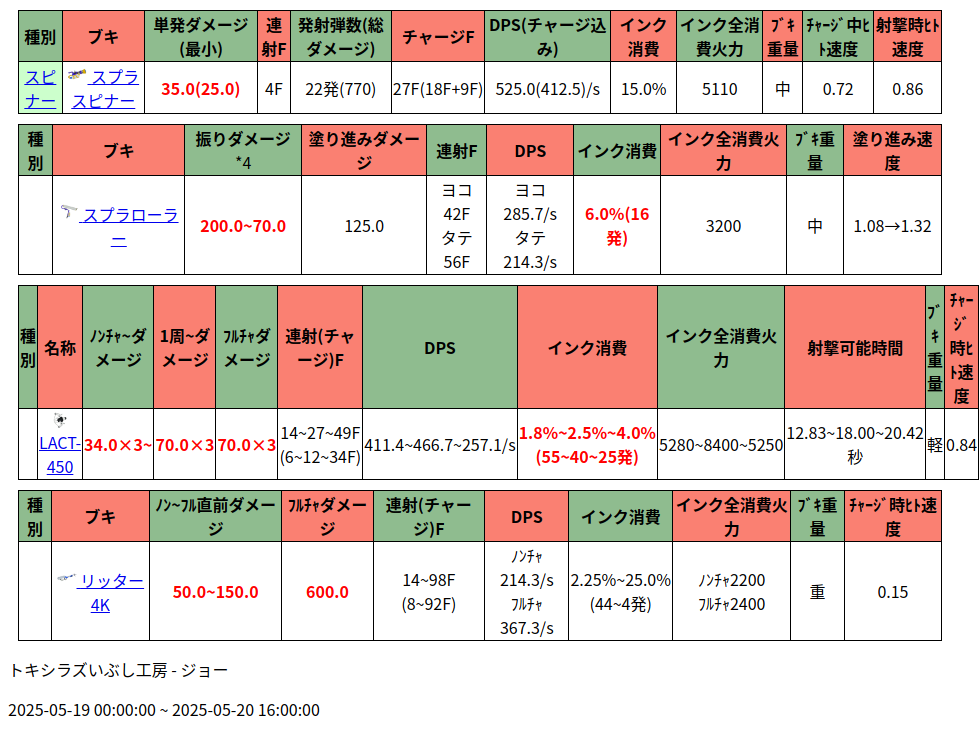 種別 ブキ 単発ダメージ(最小) 連射F 発射弾数(総ダメージ) チャージF DPS(チャージ込み) インク消費 インク全消費火力 ﾌﾞｷ重量 ﾁｬｰｼﾞ中ﾋﾄ速度 射撃時ﾋﾄ速度
スピナー スプラスピナー 35.0(25.0) 4F 22発(770) 27F(18F+9F) 525.0(412.5)/s 15.0% 5110 中 0.72 0.86
種別 ブキ 振りダメージ*4 塗り進みダメージ 連射F DPS インク消費 インク全消費火力 ﾌﾞｷ重量 塗り進み速度
スプラローラー 200.0~70.0 125.0 ヨコ42Fタテ56F ヨコ285.7/sタテ214.3/s 6.0%(16発) 3200 中 1.08→1.32
種別 名称 ﾉﾝﾁｬ~ダメージ 1周~ダメージ ﾌﾙﾁｬダメージ 連射(チャージ)F DPS インク消費 インク全消費火力 射撃可能時間 ﾌﾞｷ重量 ﾁｬｰｼﾞ時ﾋﾄ速度
LACT-450 34.0×3~ 70.0×3 70.0×3 14~27~49F(6~12~34F) 411.4~466.7~257.1/s 1.8%~2.5%~4.0%(55~40~25発) 5280~8400~5250 12.83~18.00~20.42秒 軽 0.84
種別 ブキ ﾉﾝ~ﾌﾙ直前ダメージ ﾌﾙﾁｬダメージ 連射(チャージ)F DPS インク消費 インク全消費火力 ﾌﾞｷ重量 ﾁｬｰｼﾞ時ﾋﾄ速度
リッター4K 50.0~150.0 600.0 14~98F(8~92F) ﾉﾝﾁｬ214.3/sﾌﾙﾁｬ367.3/s 2.25%~25.0%(44~4発) ﾉﾝﾁｬ2200ﾌﾙﾁｬ2400 重 0.15
トキシラズいぶし工房 - ジョー
2025-05-19 00:00:00 ~ 2025-05-20 16:00:00